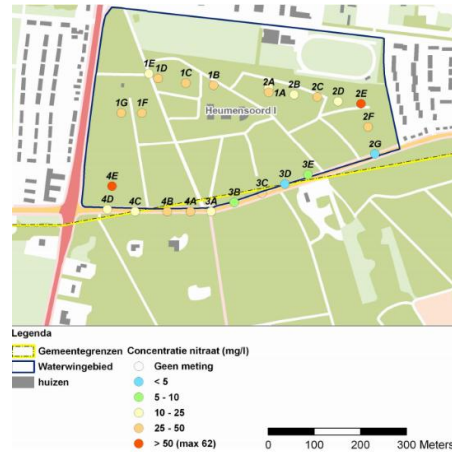 1E
1D
1C
1B
2A
1A
2B
2C
2D
2E
2F
1G
1F
Heumensoord I
2G
3E
3D
3C
3B
3A
4E
4D
4C
4B
4A
Legenda
Gemeentegrenzen
Waterwingebied
huizen
Concentratie nitraat (mg/l)
Geen meting
< 5
5 - 10
10 - 25
25 - 50
> 50 (max 62)
0 100 200 300 Meters